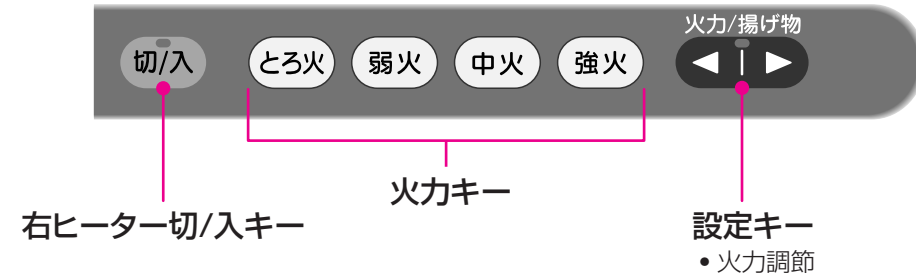 火力/揚げ物
切/入 とろ火 弱火 中火 強火
火力キー
右ヒーター切/入キー
設定キー
• 火力調節